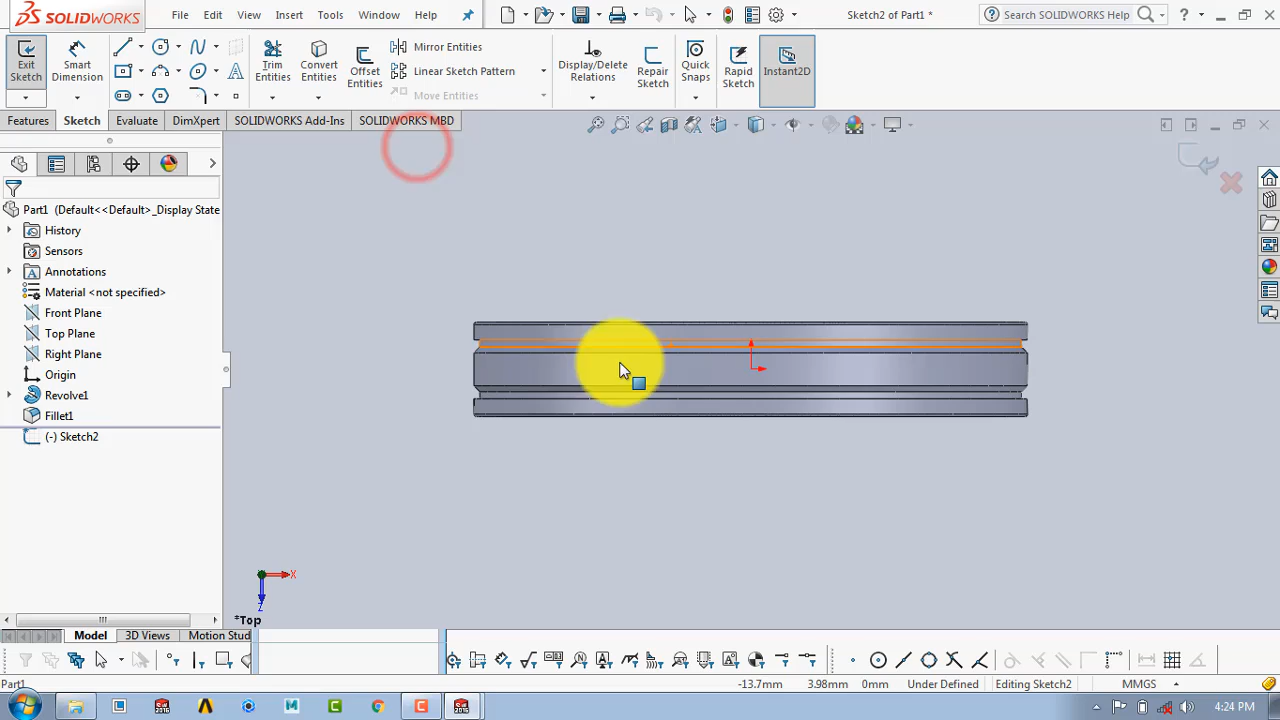 SOLIDWORKS File Edit View Insert Tools Window Help Sketch2 of Part1 * Search SOLIDWORKS Help ?
Exit Sketch
Smart Dimension
Trim Entities
Convert Entities
Offset Entities
Mirror Entities
Linear Sketch Pattern
Move Entities
Display/Delete Relations
Repair Sketch
Quick Snaps
Rapid Sketch
Instant2D
Features Sketch Evaluate DimXpert SOLIDWORKS Add-Ins SOLIDWORKS MBD
Part1 (Default<<Default>_Display State
History
Sensors
Annotations
Material <not specified>
Front Plane
Top Plane
Right Plane
Origin
Revolve1
Fillet1
(-) Sketch2
X
Z
*Top
Model 3D Views Motion Stud
Part1 -13.7mm 3.98mm 0mm Under Defined Editing Sketch2 MMGS
4:24 PM